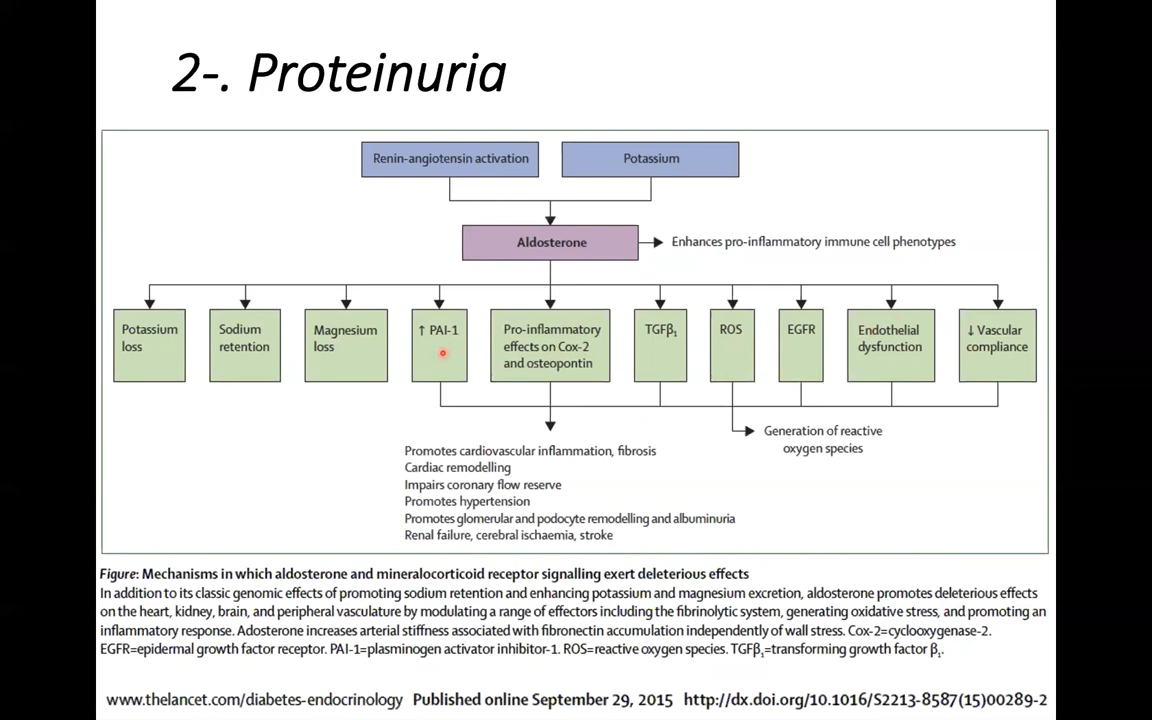 2-. Proteinuria
Renin-angiotensin activation
Potassium
Aldosterone
Enhances pro-inflammatory immune cell phenotypes
Potassium
loss
Sodium
retention
Magnesium
loss
↑ PAI-1
Pro-inflammatory
effects on Cox-2
and osteopontin
TGFβ₁
ROS
EGFR
Endothelial
dysfunction
↓ Vascular
compliance
Generation of reactive
oxygen species
Promotes cardiovascular inflammation, fibrosis
Cardiac remodelling
Impairs coronary flow reserve
Promotes hypertension
Promotes glomerular and podocyte remodelling and albuminuria
Renal failure, cerebral ischaemia, stroke
Figure: Mechanisms in which aldosterone and mineralocorticoid receptor signalling exert deleterious effects
In addition to its classic genomic effects of promoting sodium retention and enhancing potassium and magnesium excretion, aldosterone promotes deleterious effects
on the heart, kidney, brain, and peripheral vasculature by modulating a range of effectors including the fibrinolytic system, generating oxidative stress, and promoting an
inflammatory response. Adosterone increases arterial stiffness associated with fibronectin accumulation independently of wall stress. Cox-2=cyclooxygenase-2.
EGFR=epidermal growth factor receptor. PAI-1=plasminogen activator inhibitor-1. ROS=reactive oxygen species. TGFβ₁=transforming growth factor β₁.
www.thelancet.com/diabetes-endocrinology Published online September 29, 2015 http://dx.doi.org/10.1016/S2213-8587(15)00289-2